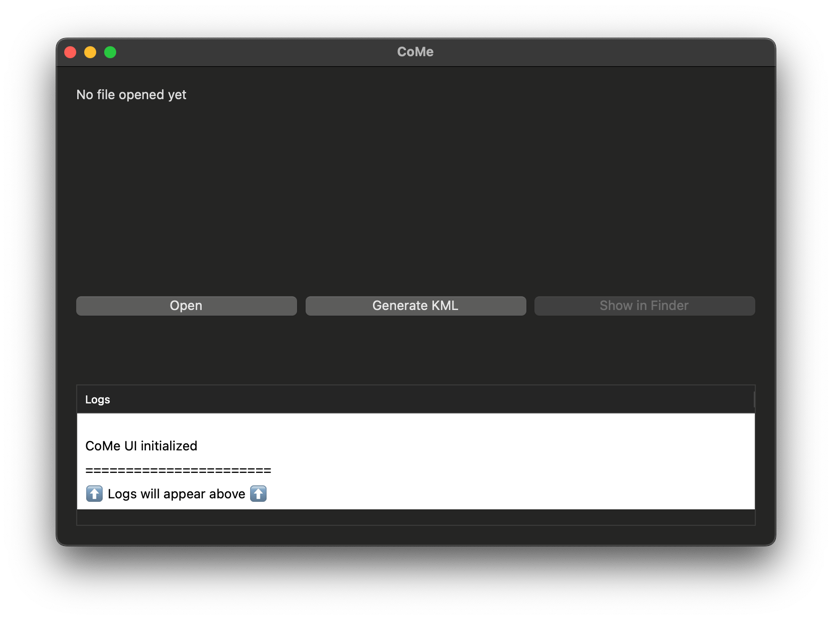 CoMe
No file opened yet
Open
Generate KML
Show in Finder
Logs
CoMe UI initialized
=======================
⬆️ Logs will appear above ⬆️